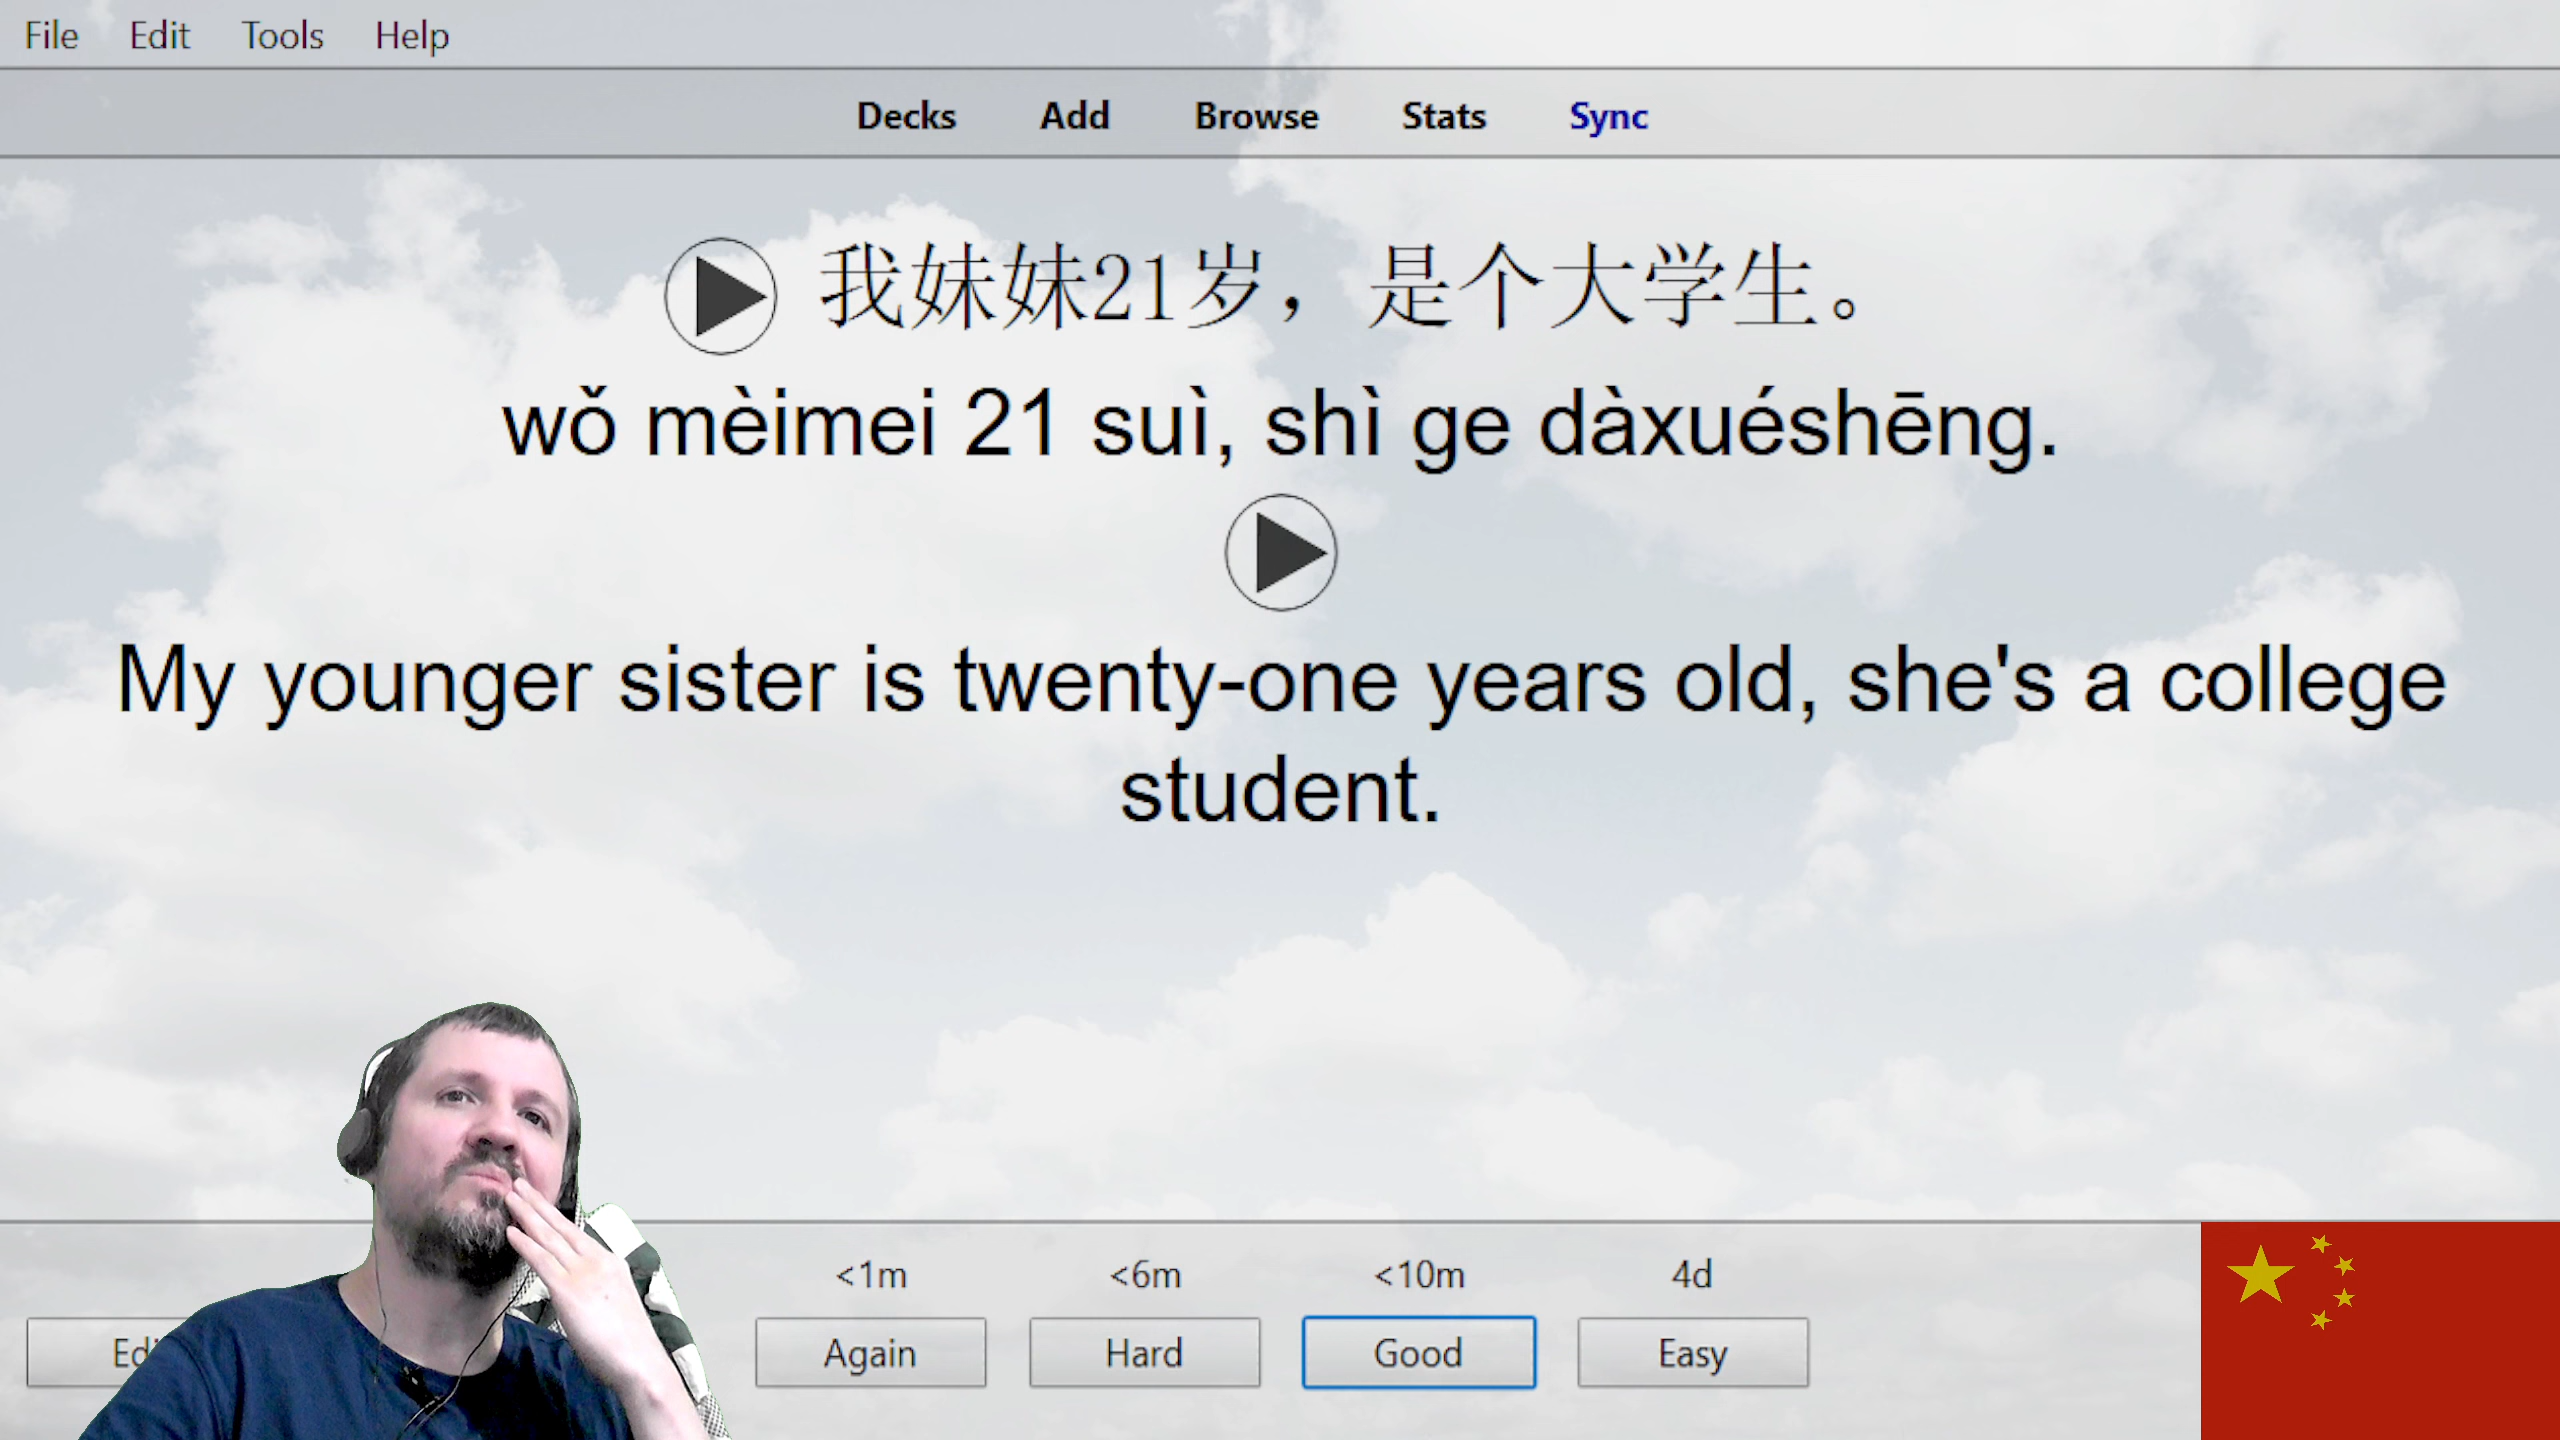 File Edit Tools Help
Decks Add Browse Stats Sync
我妹妹21岁，是个大学生。
wǒ mèimei 21 suì, shì ge dàxuéshēng.
My younger sister is twenty-one years old, she's a college
student.
<1m <6m <10m 4d
Again Hard Good Easy